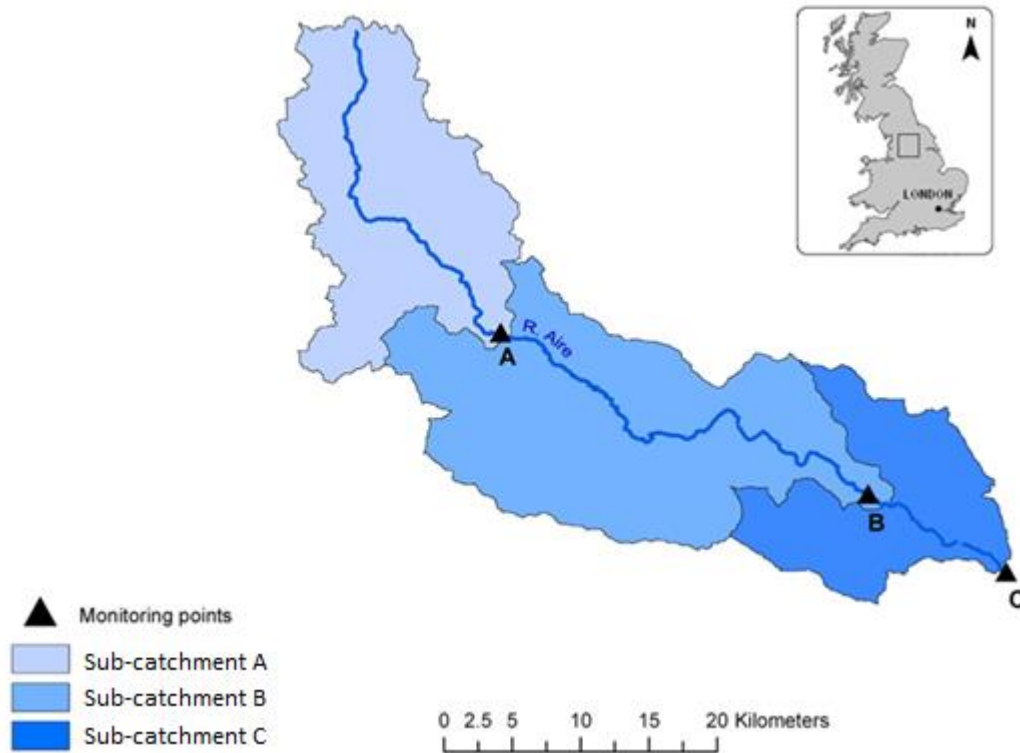 N
LONDON
R. Aire
A
B
C
Monitoring points
Sub-catchment A
Sub-catchment B
Sub-catchment C
0 2.5 5 10 15 20 Kilometers